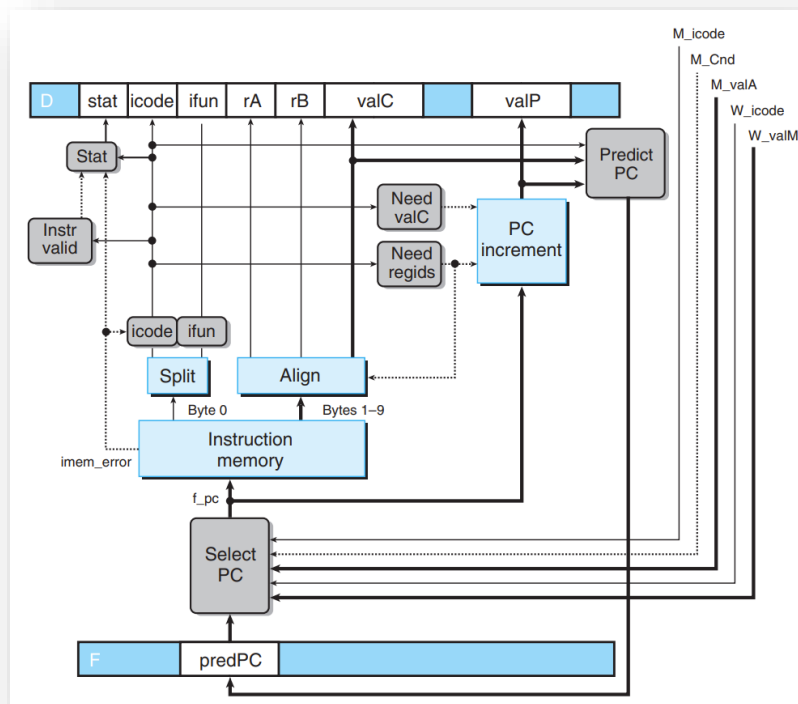 M_icode
M_Cnd
M_valA
W_icode
W_valM
D stat icode ifun rA rB valC valP
Stat
Predict
PC
Need
valC
Instr
valid
PC
increment
Need
regids
icode ifun
Split
Align
Byte 0
Bytes 1–9
Instruction
memory
imem_error
f_pc
Select
PC
F predPC